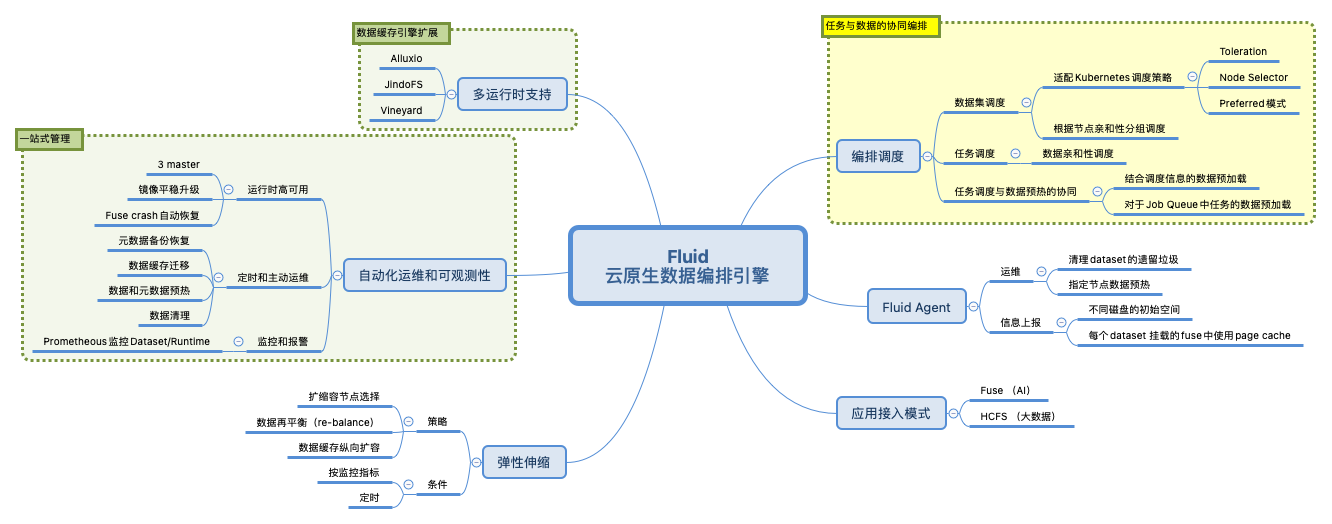 Fluid
云原生数据编排引擎
数据缓存引擎扩展
多运行时支持
Alluxio
JindoFS
Vineyard
一站式管理
自动化运维和可观测性
运行时高可用
3 master
镜像平稳升级
Fuse crash 自动恢复
定时和主动运维
元数据备份恢复
数据缓存迁移
数据和元数据预热
数据清理
监控和报警
Prometheous 监控 Dataset/Runtime
弹性伸缩
策略
扩缩容节点选择
数据再平衡（re-balance）
数据缓存纵向扩容
条件
按监控指标
定时
任务与数据的协同编排
编排调度
数据集调度
适配 Kubernetes 调度策略
Toleration
Node Selector
Preferred 模式
根据节点亲和性分组调度
任务调度
数据亲和性调度
任务调度与数据预热的协同
结合调度信息的数据预加载
对于 Job Queue 中任务的数据预加载
Fluid Agent
运维
清理 dataset 的遗留垃圾
指定节点数据预热
信息上报
不同磁盘的初始空间
每个 dataset 挂载的 fuse 中使用 page cache
应用接入模式
Fuse （AI）
HCFS （大数据）